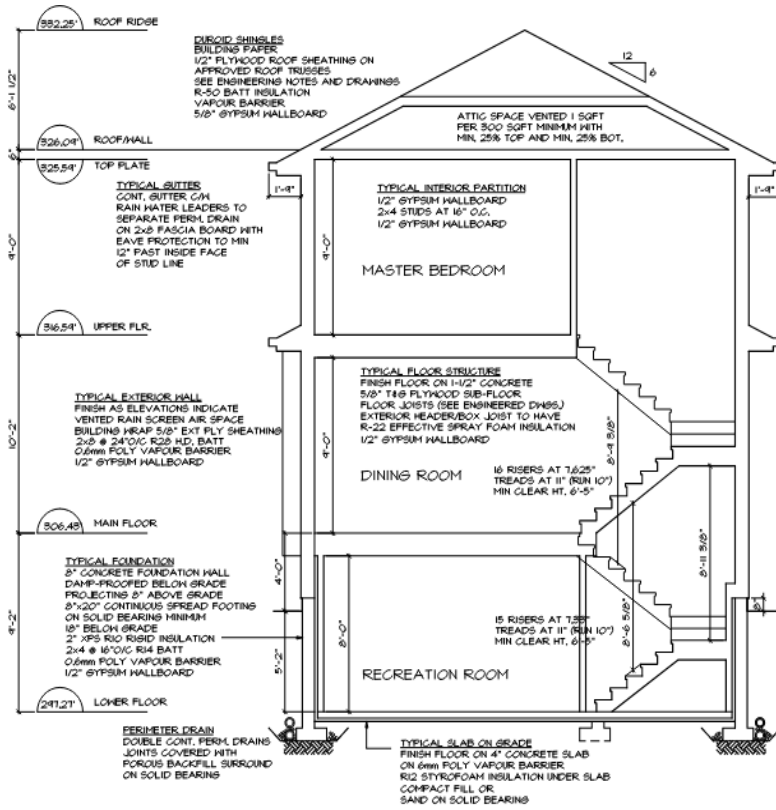 332.25' ROOF RIDGE
DUROID SHINGLES
BUILDING PAPER
1/2" PLYWOOD ROOF SHEATHING ON
APPROVED ROOF TRUSSES
SEE ENGINEERING NOTES AND DRAWINGS
R-50 BATT INSULATION
VAPOUR BARRIER
5/8" GYPSUM WALLBOARD
12
6
6'-1 1/2"
ATTIC SPACE VENTED 1 SQFT
PER 300 SQFT MINIMUM WITH
MIN. 25% TOP AND MIN. 25% BOT.
326.09' ROOF/WALL
6"
325.59' TOP PLATE
1'-9"
1'-9"
TYPICAL GUTTER
CONT. GUTTER C/W
RAIN WATER LEADERS TO
SEPARATE PERM. DRAIN
ON 2x8 FASCIA BOARD WITH
EAVE PROTECTION TO MIN
12" PAST INSIDE FACE
OF STUD LINE
TYPICAL INTERIOR PARTITION
1/2" GYPSUM WALLBOARD
2x4 STUDS AT 16" O.C.
1/2" GYPSUM WALLBOARD
9'-0"
9'-0"
MASTER BEDROOM
316.59' UPPER FLR.
TYPICAL EXTERIOR WALL
FINISH AS ELEVATIONS INDICATE
VENTED RAIN SCREEN AIR SPACE
BUILDING WRAP 5/8" EXT PLY SHEATHING
2x8 @ 24"O/C R28 H.D. BATT
0.6mm POLY VAPOUR BARRIER
1/2" GYPSUM WALLBOARD
10'-2"
TYPICAL FLOOR STRUCTURE
FINISH FLOOR ON 1-1/2" CONCRETE
5/8" T&G PLYWOOD SUB-FLOOR
FLOOR JOISTS (SEE ENGINEERED DWGS.)
EXTERIOR HEADER/BOX JOIST TO HAVE
R-22 EFFECTIVE SPRAY FOAM INSULATION
1/2" GYPSUM WALLBOARD
8'-9 3/8"
DINING ROOM
16 RISERS AT 7.625"
TREADS AT 11" (RUN 10")
MIN CLEAR HT. 6'-5"
306.43 MAIN FLOOR
8'-11 3/8"
TYPICAL FOUNDATION
8" CONCRETE FOUNDATION WALL
DAMP-PROOFED BELOW GRADE
PROJECTING 8" ABOVE GRADE
8"x20" CONTINUOUS SPREAD FOOTING
ON SOLID BEARING MINIMUM
18" BELOW GRADE
2" XPS R10 RIGID INSULATION
2x4 @ 16"O/C R14 BATT
0.6mm POLY VAPOUR BARRIER
1/2" GYPSUM WALLBOARD
9'-2"
4'-0"
5'-2"
8'-0"
15 RISERS AT 7.33"
TREADS AT 11" (RUN 10")
MIN CLEAR HT. 6'-5"
8'-6 5/8"
8"
RECREATION ROOM
297.27' LOWER FLOOR
PERIMETER DRAIN
DOUBLE CONT. PERM. DRAINS
JOINTS COVERED WITH
POROUS BACKFILL SURROUND
ON SOLID BEARING
TYPICAL SLAB ON GRADE
FINISH FLOOR ON 4" CONCRETE SLAB
ON 6mm POLY VAPOUR BARRIER
R12 STYROFOAM INSULATION UNDER SLAB
COMPACT FILL OR
SAND ON SOLID BEARING